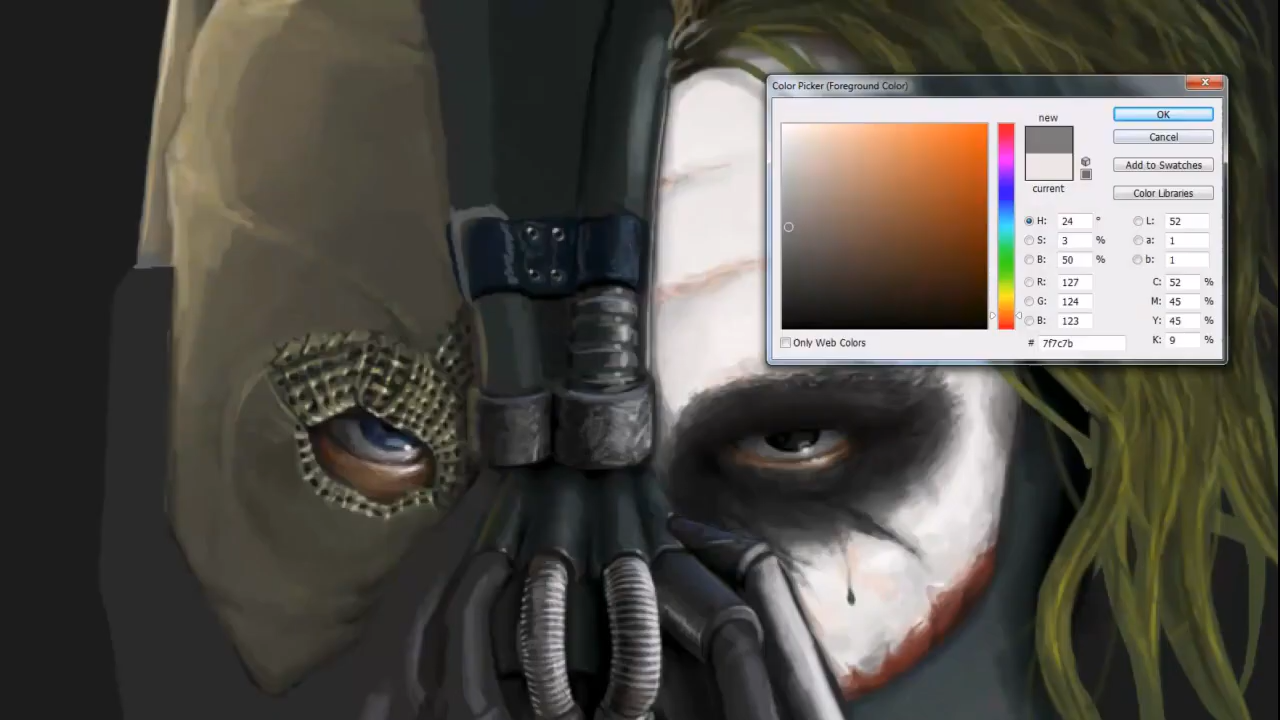 Color Picker (Foreground Color)
new
current
OK
Cancel
Add to Swatches
Color Libraries
H: 24 °
S: 3 %
B: 50 %
R: 127
G: 124
B: 123
# 7f7c7b
L: 52
a: 1
b: 1
C: 52 %
M: 45 %
Y: 45 %
K: 9 %
Only Web Colors